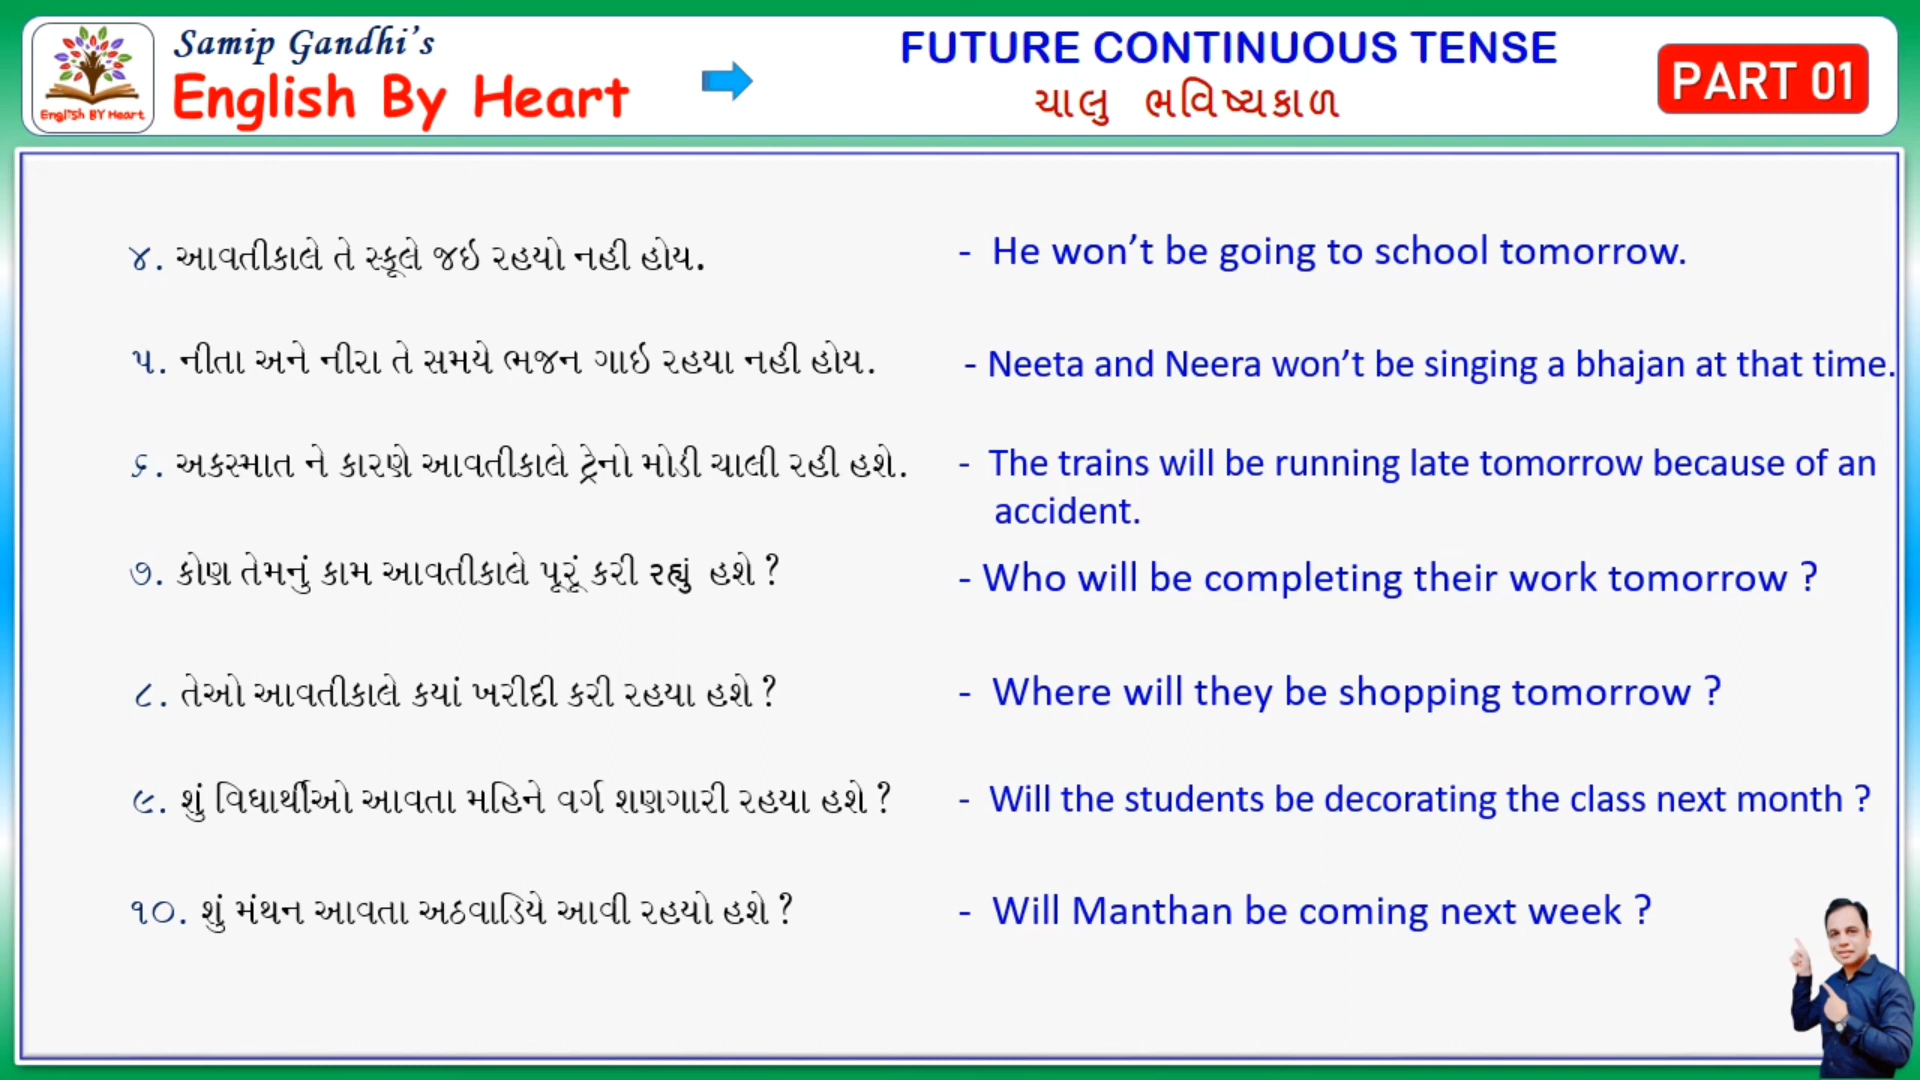 Samip Gandhi's
English By Heart
English BY Heart
FUTURE CONTINUOUS TENSE
ચાલુ ભવિષ્યકાળ
PART 01
૪. આવતીકાલે તે સ્કૂલે જઇ રહયો નહી હોય. - He won't be going to school tomorrow.
૫. નીતા અને નીરા તે સમયે ભજન ગાઇ રહયા નહી હોય. - Neeta and Neera won't be singing a bhajan at that time.
૬. અકસ્માત ને કારણે આવતીકાલે ટ્રેનો મોડી ચાલી રહી હશે. - The trains will be running late tomorrow because of an
accident.
૭. કોણ તેમનું કામ આવતીકાલે પૂરૂં કરી રહ્યું હશે ? - Who will be completing their work tomorrow ?
૮. તેઓ આવતીકાલે કયાં ખરીદી કરી રહયા હશે ? - Where will they be shopping tomorrow ?
૯. શું વિઘાર્થીઓ આવતા મહિને વર્ગ શણગારી રહયા હશે ? - Will the students be decorating the class next month ?
૧૦. શું મંથન આવતા અઠવાડિયે આવી રહયો હશે ? - Will Manthan be coming next week ?